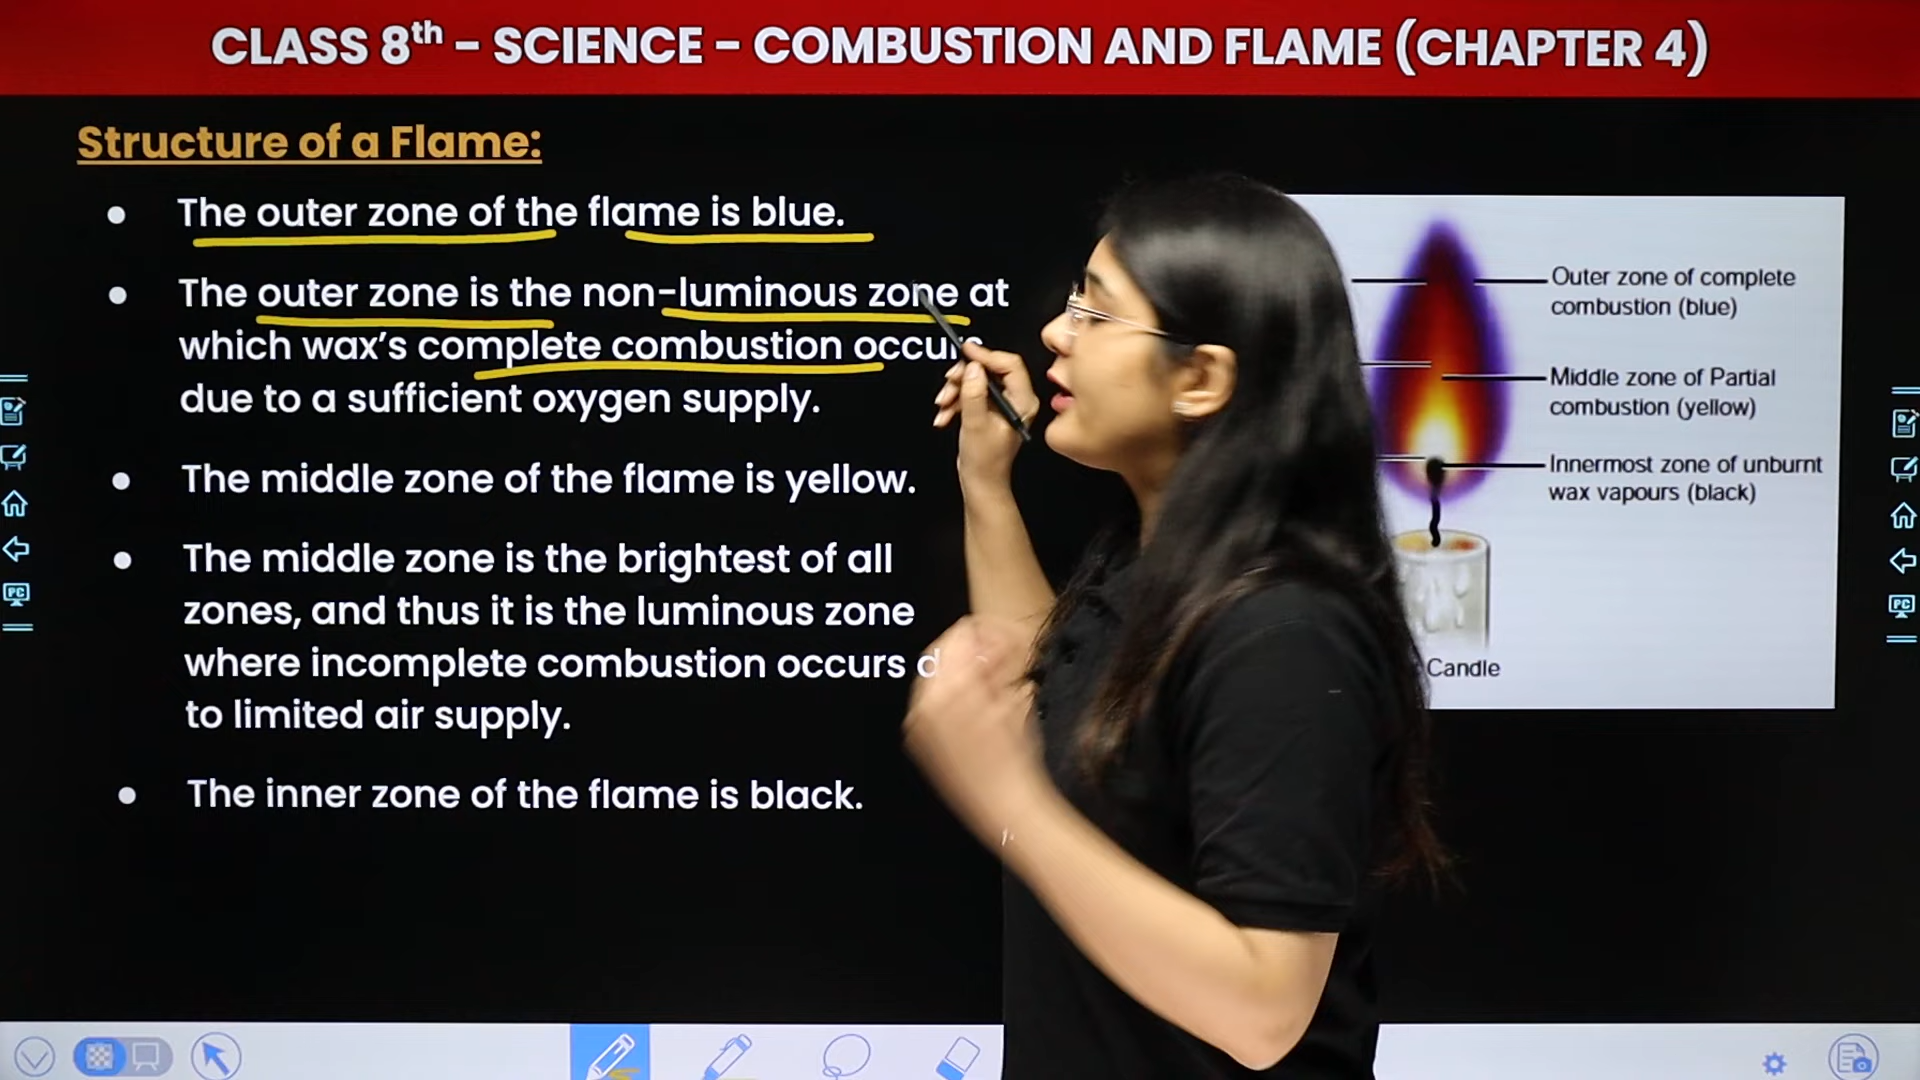 CLASS 8th – SCIENCE – COMBUSTION AND FLAME (CHAPTER 4)
Structure of a Flame:
● The outer zone of the flame is blue.
● The outer zone is the non-luminous zone at
which wax's complete combustion occurs
due to a sufficient oxygen supply.
● The middle zone of the flame is yellow.
● The middle zone is the brightest of all
zones, and thus it is the luminous zone
where incomplete combustion occurs
to limited air supply.
● The inner zone of the flame is black.
Outer zone of complete
combustion (blue)
Middle zone of Partial
combustion (yellow)
Innermost zone of unburnt
wax vapours (black)
Candle
PC
PC